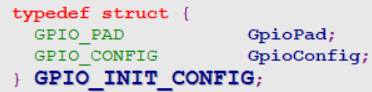 typedef struct {
  GPIO_PAD           GpioPad;
  GPIO_CONFIG        GpioConfig;
} GPIO_INIT_CONFIG;